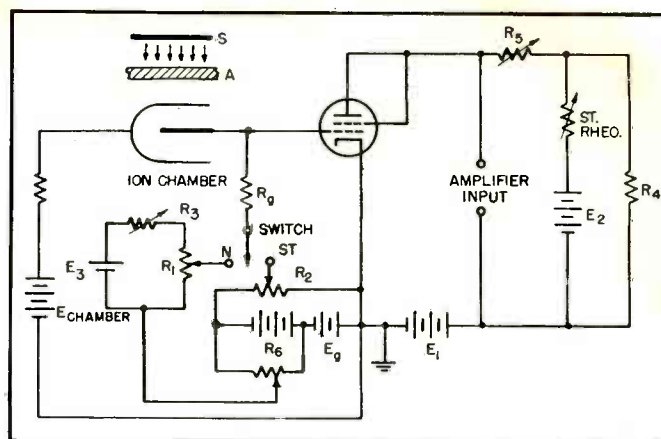 S
A
R5
ST.
RHEO.
ION CHAMBER
Rg
AMPLIFIER
INPUT
E2
R4
SWITCH
R3
N
ST
E3
R1
R2
ECHAMBER
R6
Eg
E1